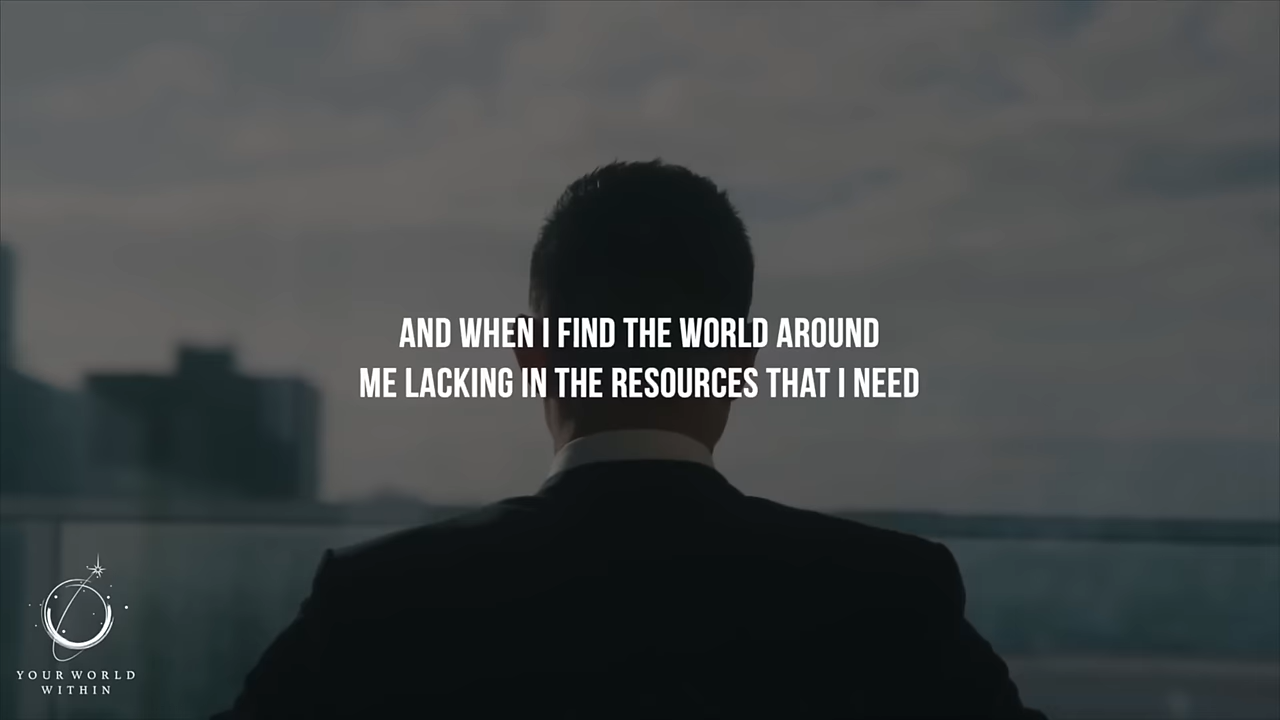 AND WHEN I FIND THE WORLD AROUND
ME LACKING IN THE RESOURCES THAT I NEED
YOUR WORLD
WITHIN